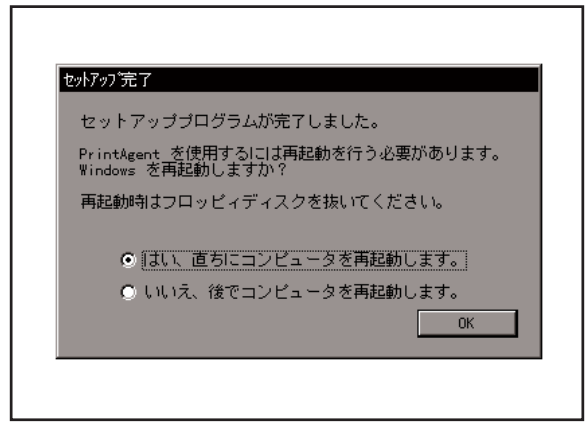 ｾｯﾄｱｯﾌﾟ完了
セットアッププログラムが完了しました。
PrintAgent を使用するには再起動を行う必要があります。
Windows を再起動しますか？
再起動時はフロッピィディスクを抜いてください。
はい、直ちにコンピュータを再起動します。
いいえ、後でコンピュータを再起動します。
OK